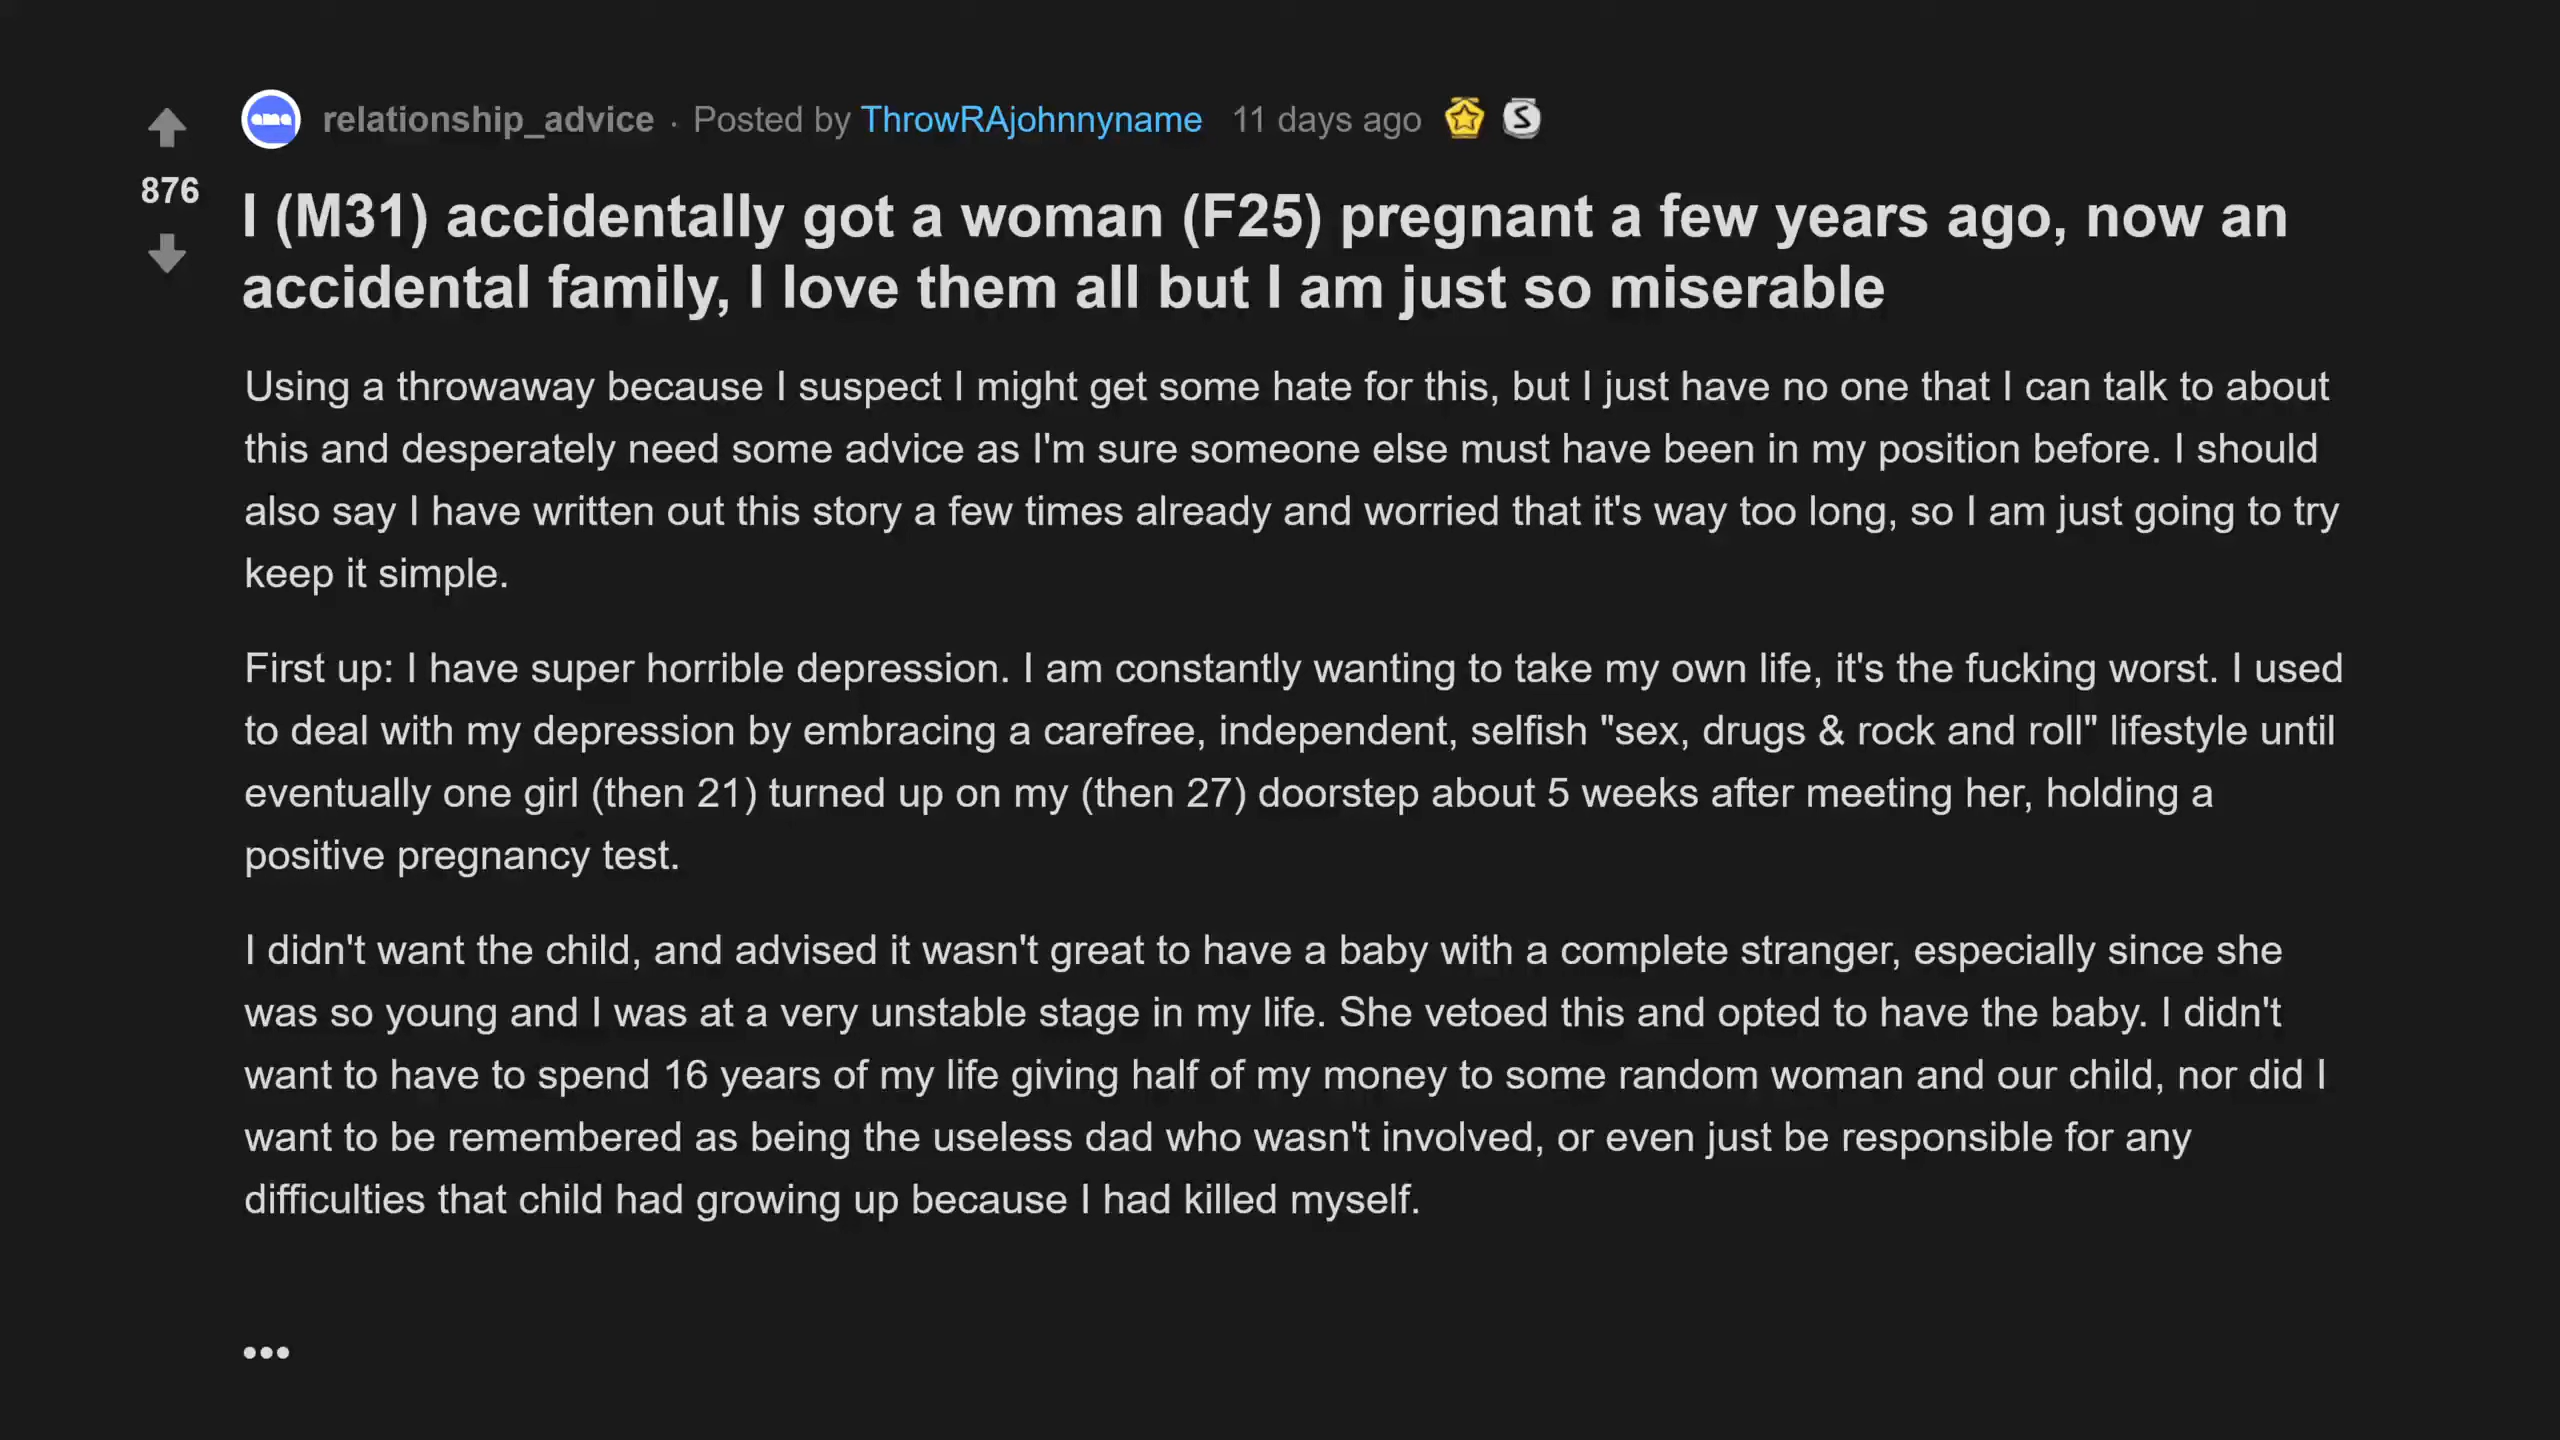 relationship_advice · Posted by ThrowRAjohnnyname 11 days ago
876
I (M31) accidentally got a woman (F25) pregnant a few years ago, now an
accidental family, I love them all but I am just so miserable
Using a throwaway because I suspect I might get some hate for this, but I just have no one that I can talk to about
this and desperately need some advice as I'm sure someone else must have been in my position before. I should
also say I have written out this story a few times already and worried that it's way too long, so I am just going to try
keep it simple.
First up: I have super horrible depression. I am constantly wanting to take my own life, it's the fucking worst. I used
to deal with my depression by embracing a carefree, independent, selfish "sex, drugs & rock and roll" lifestyle until
eventually one girl (then 21) turned up on my (then 27) doorstep about 5 weeks after meeting her, holding a
positive pregnancy test.
I didn't want the child, and advised it wasn't great to have a baby with a complete stranger, especially since she
was so young and I was at a very unstable stage in my life. She vetoed this and opted to have the baby. I didn't
want to have to spend 16 years of my life giving half of my money to some random woman and our child, nor did I
want to be remembered as being the useless dad who wasn't involved, or even just be responsible for any
difficulties that child had growing up because I had killed myself.
•••